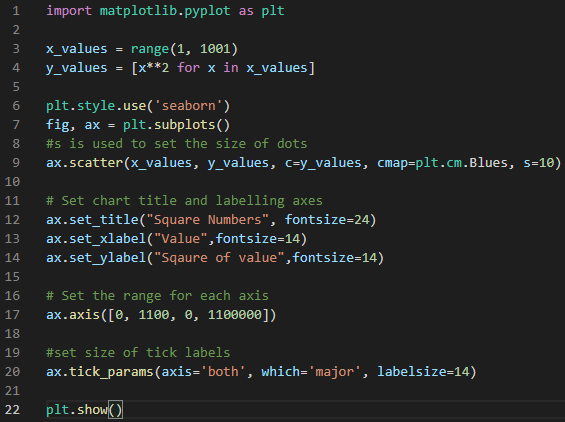 1 import matplotlib.pyplot as plt
2
3 x_values = range(1, 1001)
4 y_values = [x**2 for x in x_values]
5
6 plt.style.use('seaborn')
7 fig, ax = plt.subplots()
8 #s is used to set the size of dots
9 ax.scatter(x_values, y_values, c=y_values, cmap=plt.cm.Blues, s=10)
10
11 # Set chart title and labelling axes
12 ax.set_title("Square Numbers", fontsize=24)
13 ax.set_xlabel("Value",fontsize=14)
14 ax.set_ylabel("Sqaure of value",fontsize=14)
15
16 # Set the range for each axis
17 ax.axis([0, 1100, 0, 1100000])
18
19 #set size of tick labels
20 ax.tick_params(axis='both', which='major', labelsize=14)
21
22 plt.show()